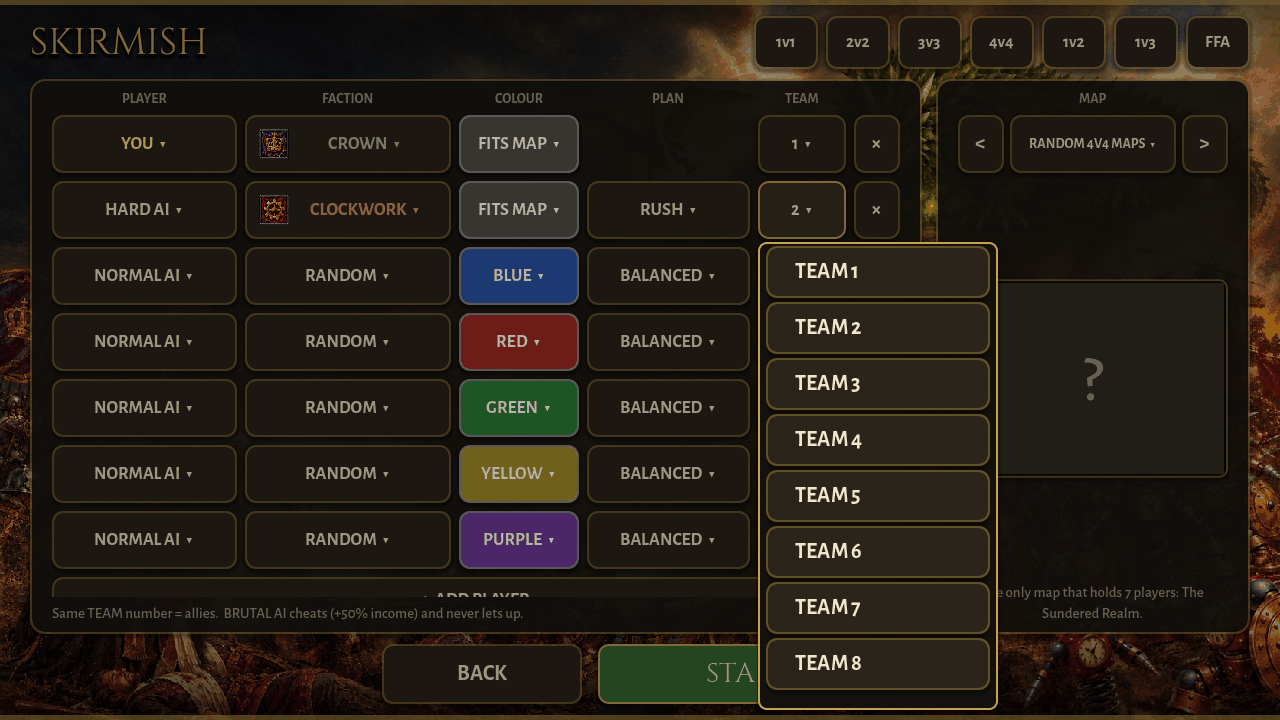 SKIRMISH
1v1 2v2 3v3 4v4 1v2 1v3 FFA
PLAYER FACTION COLOUR PLAN TEAM
YOU ▾ CROWN ▾ FITS MAP ▾ 1 ▾ ×
HARD AI ▾ CLOCKWORK ▾ FITS MAP ▾ RUSH ▾ 2 ▾ ×
NORMAL AI ▾ RANDOM ▾ BLUE ▾ BALANCED ▾
NORMAL AI ▾ RANDOM ▾ RED ▾ BALANCED ▾
NORMAL AI ▾ RANDOM ▾ GREEN ▾ BALANCED ▾
NORMAL AI ▾ RANDOM ▾ YELLOW ▾ BALANCED ▾
NORMAL AI ▾ RANDOM ▾ PURPLE ▾ BALANCED ▾
+ ADD PLAYER
Same TEAM number = allies. BRUTAL AI cheats (+50% income) and never lets up.
TEAM 1
TEAM 2
TEAM 3
TEAM 4
TEAM 5
TEAM 6
TEAM 7
TEAM 8
MAP
< RANDOM 4V4 MAPS ▾ >
?
e only map that holds 7 players: The
Sundered Realm.
BACK
STA